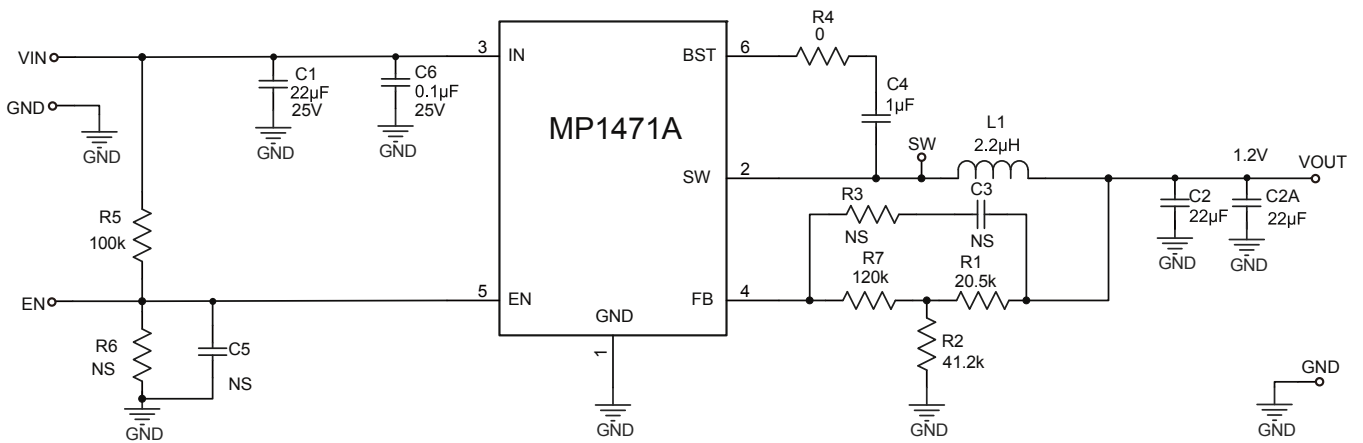 R4
0
VIN
3
IN
BST
6
C1
22µF
25V
C6
0.1µF
25V
C4
1µF
GND
GND
GND
GND
MP1471A
L1
2.2µH
SW
1.2V
VOUT
SW
2
R3
NS
C3
NS
C2
22µF
C2A
22µF
GND
GND
R5
100k
R7
120k
R1
20.5k
EN
5
EN
FB
4
GND
1
R6
NS
C5
NS
R2
41.2k
GND
GND
GND
GND
GND